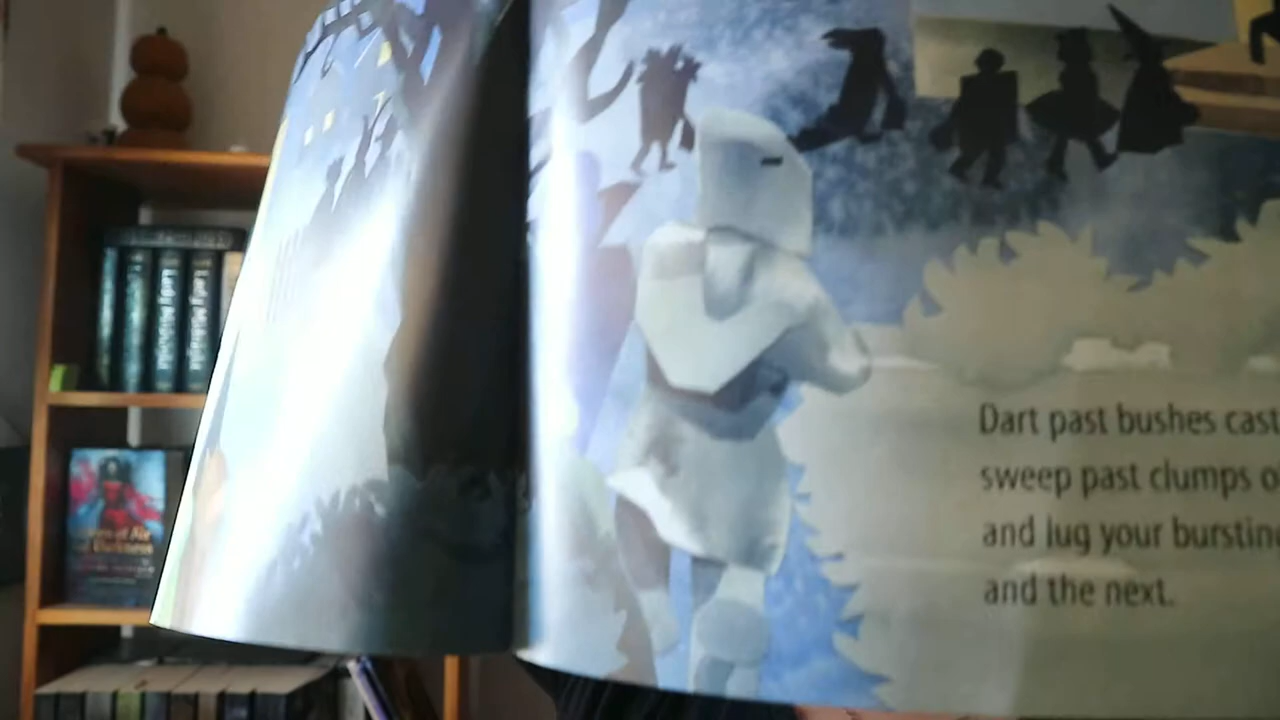 Dart past bushes cast
sweep past clumps o
and lug your burstin
and the next.